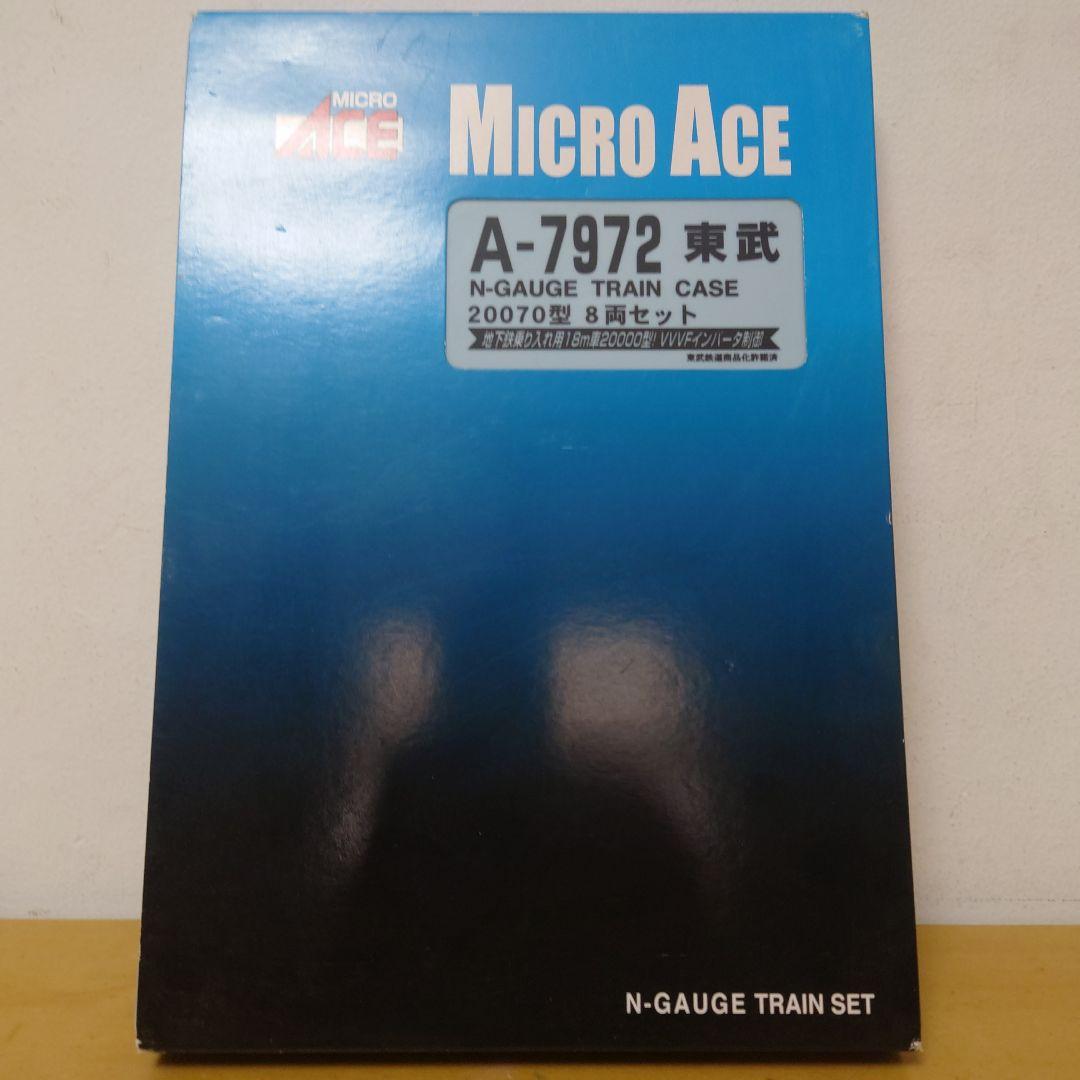 MICRO
ACE
MICRO ACE
A-7972 東武
N-GAUGE TRAIN CASE
20070型 8両セット
地下鉄乗り入れ用18m車20000型! VVVFインバータ制御
東武鉄道商品化許諾済
N-GAUGE TRAIN SET